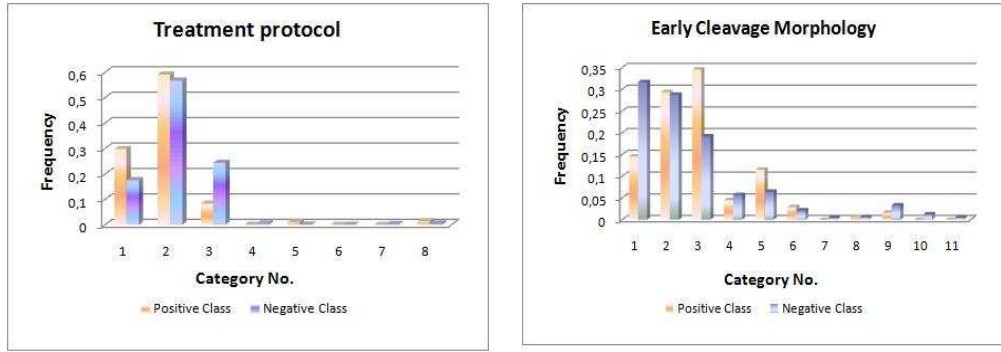 Treatment protocol
0,6
0,5
0,4
0,3
0,2
0,1
0
Frequency
1 2 3 4 5 6 7 8
Category No.
Positive Class Negative Class
Early Cleavage Morphology
0,35
0,3
0,25
0,2
0,15
0,1
0,05
0
Frequency
1 2 3 4 5 6 7 8 9 10 11
Category No.
Positive Class Negative Class